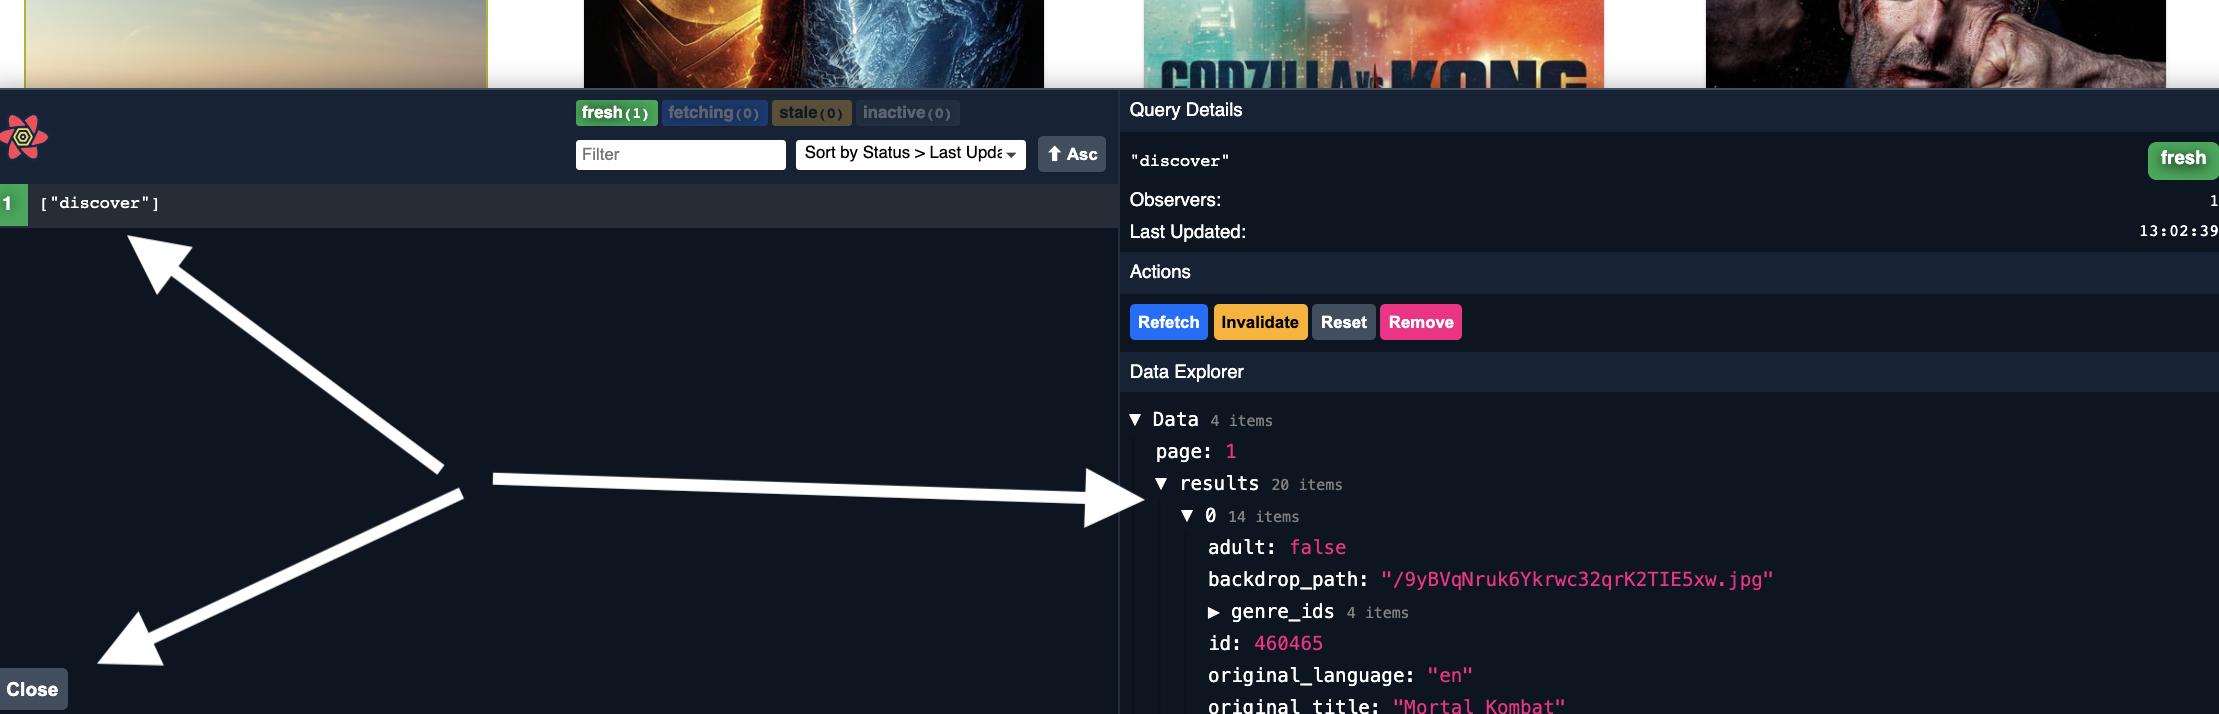 GODZILLA vs KONG
fresh(1) fetching(0) stale(0) inactive(0)
Filter Sort by Status > Last Upda Asc
1 ["discover"]
Close
Query Details
"discover" fresh
Observers: 1
Last Updated: 13:02:39
Actions
Refetch Invalidate Reset Remove
Data Explorer
Data 4 items
page: 1
results 20 items
0 14 items
adult: false
backdrop_path: "/9yBVqNruk6Ykrwc32qrK2TIE5xw.jpg"
genre_ids 4 items
id: 460465
original_language: "en"
original_title: "Mortal Kombat"